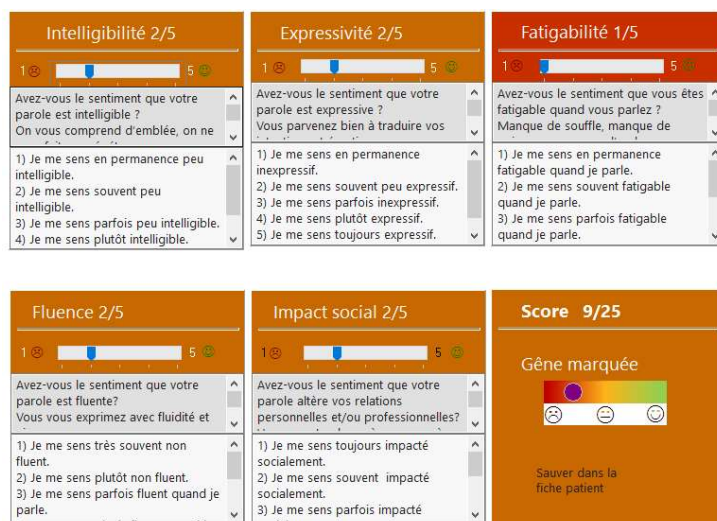 Intelligibilité 2/5
1 5
Avez-vous le sentiment que votre
parole est intelligible ?
On vous comprend d'emblée, on ne
1) Je me sens en permanence peu
intelligible.
2) Je me sens souvent peu
intelligible.
3) Je me sens parfois peu intelligible.
4) Je me sens plutôt intelligible.
Expressivité 2/5
1 5
Avez-vous le sentiment que votre
parole est expressive ?
Vous parvenez bien à traduire vos
1) Je me sens en permanence
inexpressif.
2) Je me sens souvent peu expressif.
3) Je me sens parfois inexpressif.
4) Je me sens plutôt expressif.
5) Je me sens toujours expressif.
Fatigabilité 1/5
1 5
Avez-vous le sentiment que vous êtes
fatigable quand vous parlez ?
Manque de souffle, manque de
1) Je me sens en permanence
fatigable quand je parle.
2) Je me sens souvent fatigable
quand je parle.
3) Je me sens parfois fatigable
quand je parle.
Fluence 2/5
1 5
Avez-vous le sentiment que votre
parole est fluente?
Vous vous exprimez avec fluidité et
1) Je me sens très souvent non
fluent.
2) Je me sens plutôt non fluent.
3) Je me sens parfois fluent quand je
parle.
Impact social 2/5
1 5
Avez-vous le sentiment que votre
parole altère vos relations
personnelles et/ou professionnelles?
1) Je me sens toujours impacté
socialement.
2) Je me sens souvent impacté
socialement.
3) Je me sens parfois impacté
Score 9/25
Gêne marquée
Sauver dans la
fiche patient